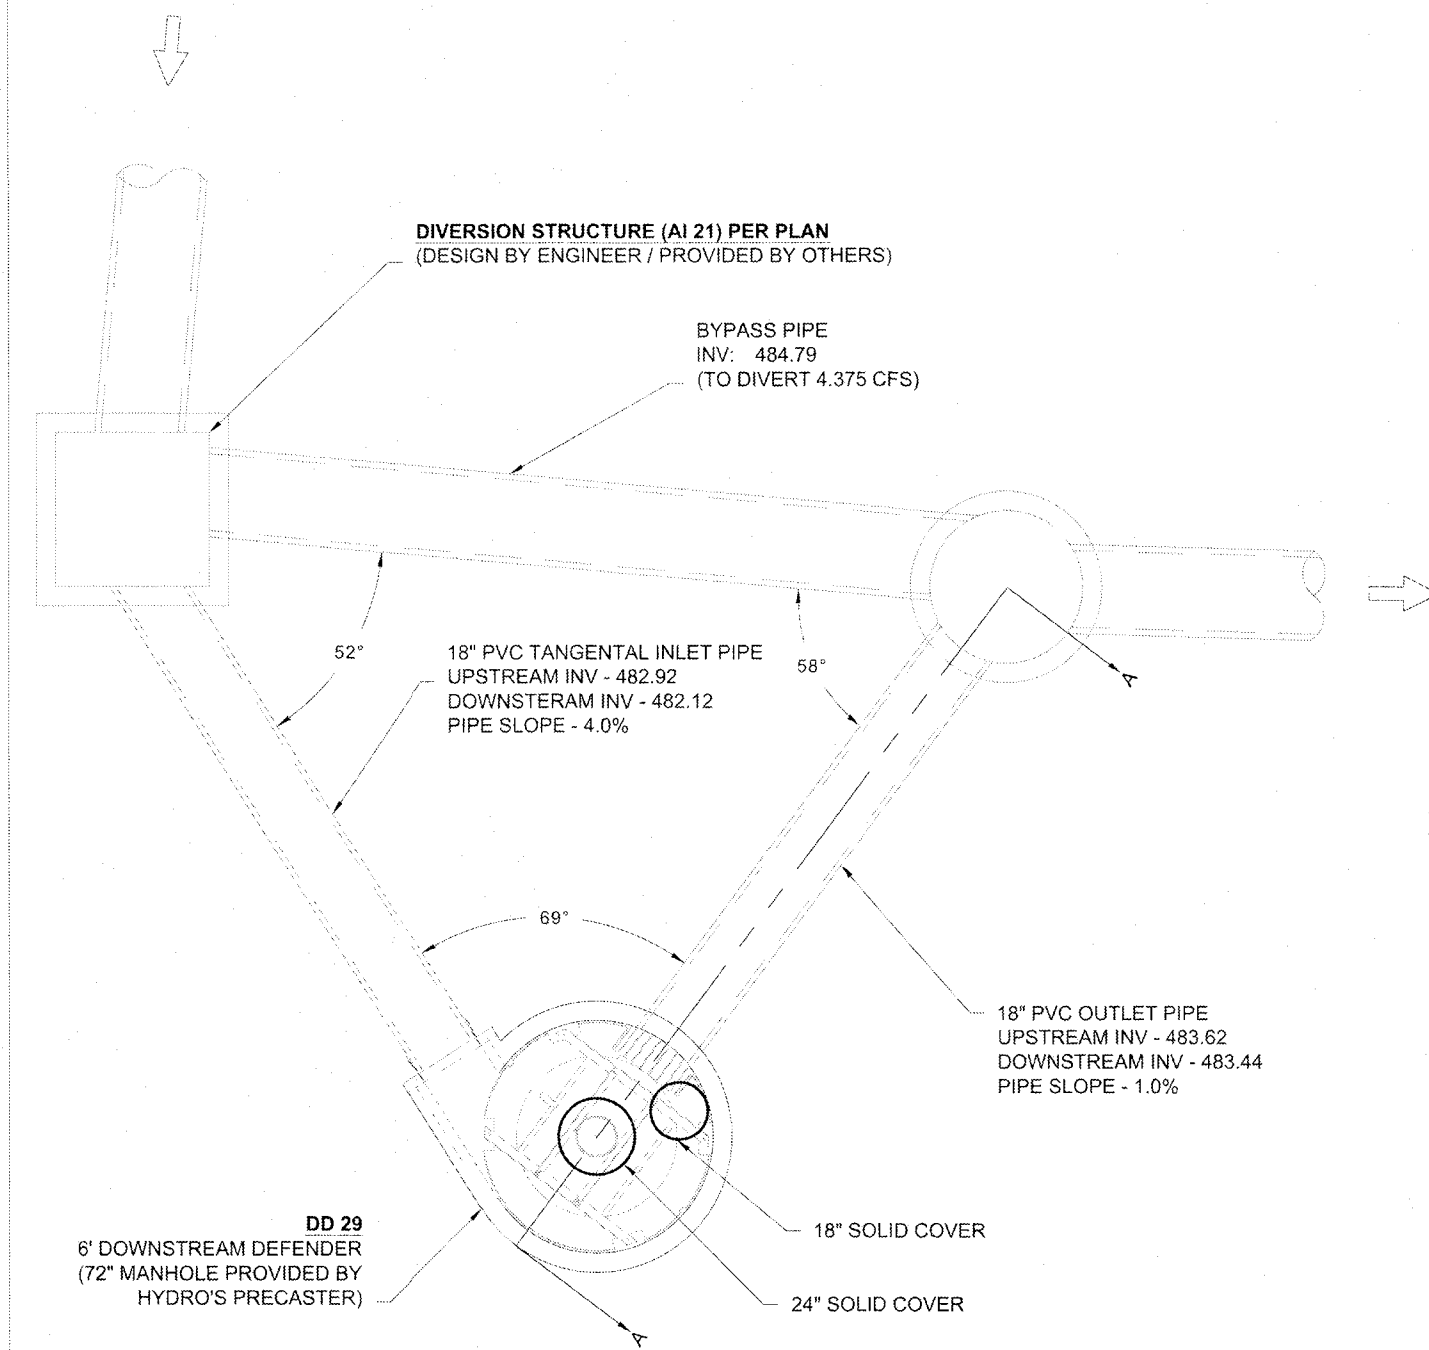 DIVERSION STRUCTURE (AI 21) PER PLAN
(DESIGN BY ENGINEER / PROVIDED BY OTHERS)
BYPASS PIPE
INV: 484.79
(TO DIVERT 4.375 CFS)
52°
18" PVC TANGENTAL INLET PIPE
UPSTREAM INV - 482.92
DOWNSTERAM INV - 482.12
PIPE SLOPE - 4.0%
58°
A
69°
18" PVC OUTLET PIPE
UPSTREAM INV - 483.62
DOWNSTREAM INV - 483.44
PIPE SLOPE - 1.0%
DD 29
6' DOWNSTREAM DEFENDER
(72" MANHOLE PROVIDED BY
HYDRO'S PRECASTER)
18" SOLID COVER
24" SOLID COVER
A